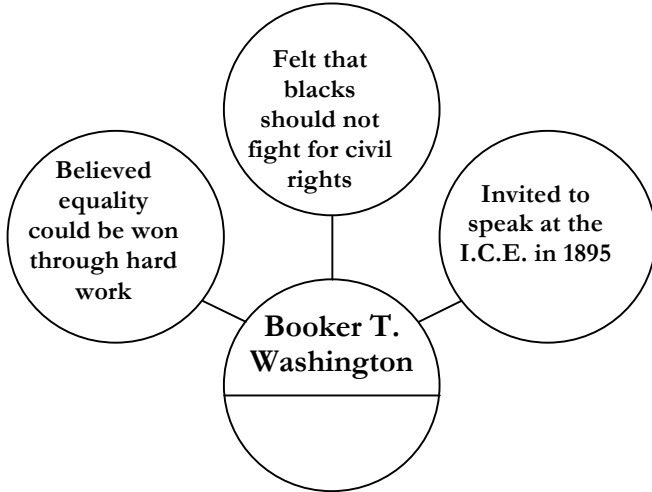 Felt that
blacks
should not
fight for civil
rights
Believed
equality
could be won
through hard
work
Invited to
speak at the
I.C.E. in 1895
Booker T.
Washington